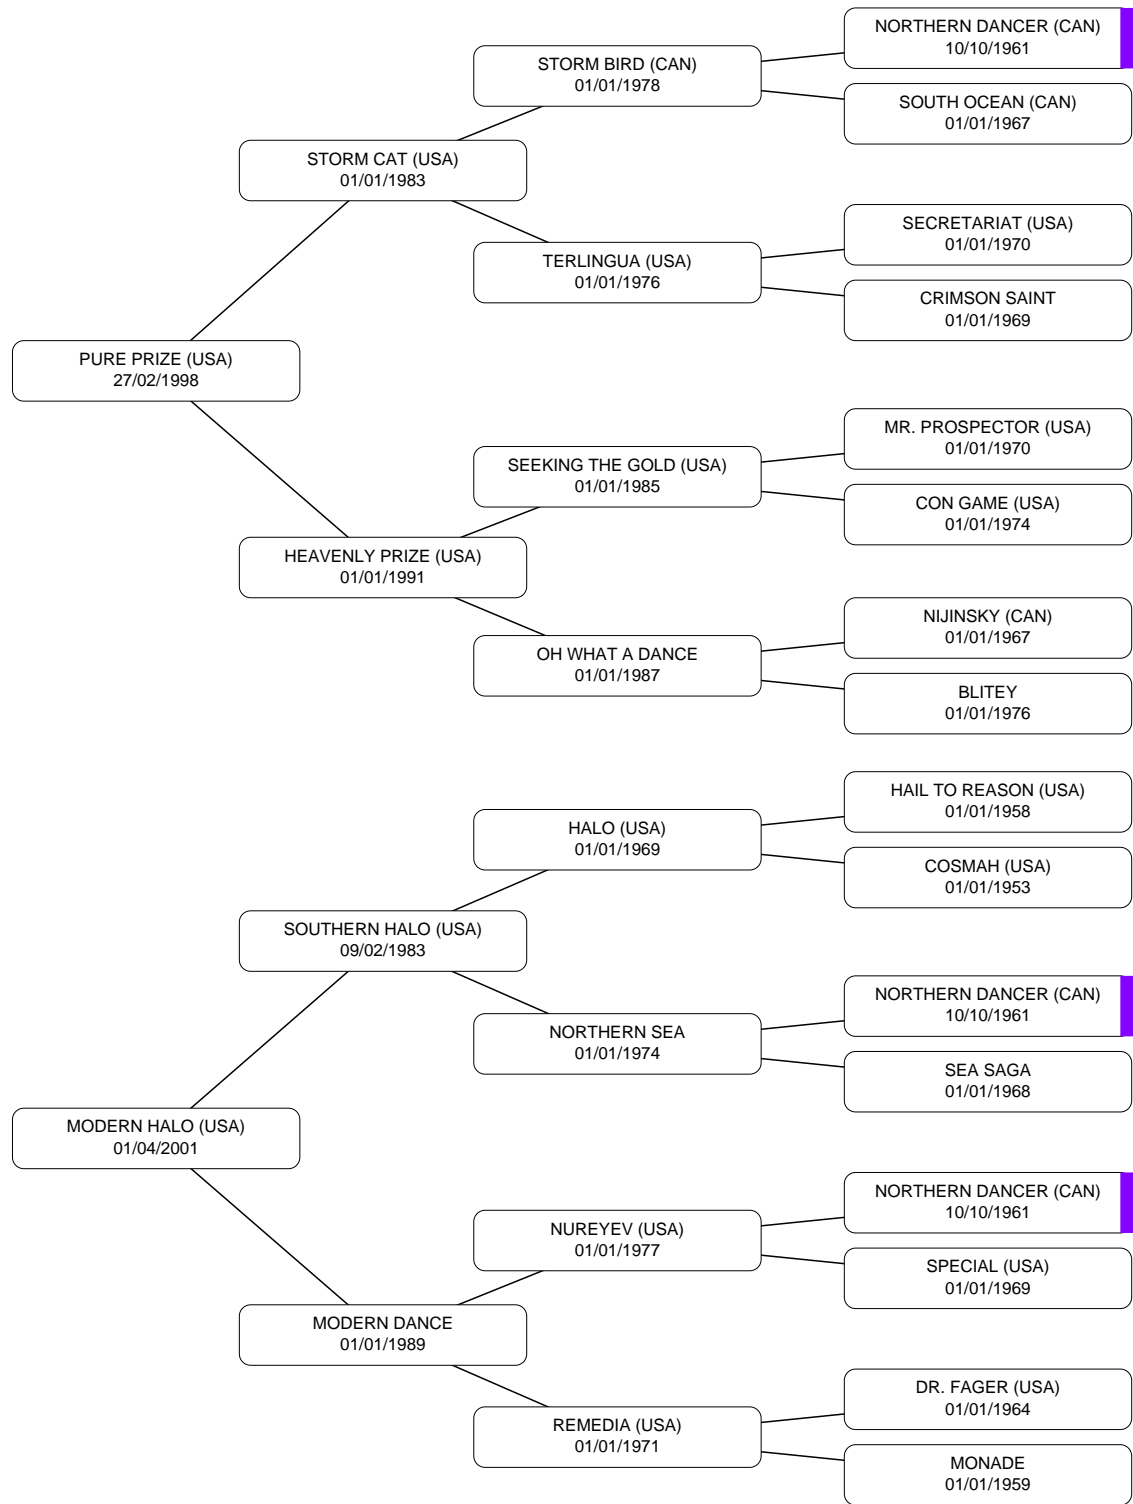 NORTHERN DANCER (CAN)
10/10/1961
STORM BIRD (CAN)
01/01/1978
SOUTH OCEAN (CAN)
01/01/1967
STORM CAT (USA)
01/01/1983
SECRETARIAT (USA)
01/01/1970
TERLINGUA (USA)
01/01/1976
CRIMSON SAINT
01/01/1969
PURE PRIZE (USA)
27/02/1998
MR. PROSPECTOR (USA)
01/01/1970
SEEKING THE GOLD (USA)
01/01/1985
CON GAME (USA)
01/01/1974
HEAVENLY PRIZE (USA)
01/01/1991
NIJINSKY (CAN)
01/01/1967
OH WHAT A DANCE
01/01/1987
BLITEY
01/01/1976
HAIL TO REASON (USA)
01/01/1958
HALO (USA)
01/01/1969
COSMAH (USA)
01/01/1953
SOUTHERN HALO (USA)
09/02/1983
NORTHERN DANCER (CAN)
10/10/1961
NORTHERN SEA
01/01/1974
SEA SAGA
01/01/1968
MODERN HALO (USA)
01/04/2001
NORTHERN DANCER (CAN)
10/10/1961
NUREYEV (USA)
01/01/1977
SPECIAL (USA)
01/01/1969
MODERN DANCE
01/01/1989
DR. FAGER (USA)
01/01/1964
REMEDIA (USA)
01/01/1971
MONADE
01/01/1959